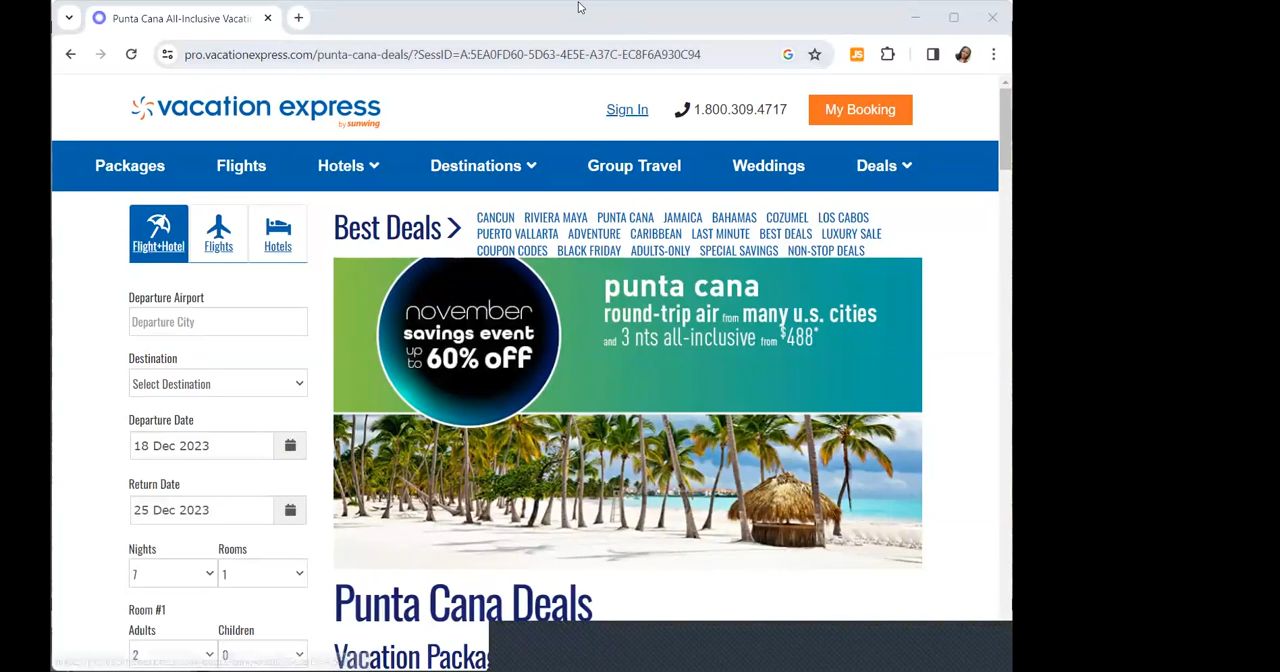 Punta Cana All-Inclusive Vacati
pro.vacationexpress.com/punta-cana-deals/?SessID=A:5EA0FD60-5D63-4E5E-A37C-EC8F6A930C94
JS
vacation express
by sunwing
Sign In
1.800.309.4717
My Booking
Packages Flights Hotels Destinations Group Travel Weddings Deals
Flight+Hotel Flights Hotels
Best Deals >
CANCUN RIVIERA MAYA PUNTA CANA JAMAICA BAHAMAS COZUMEL LOS CABOS
PUERTO VALLARTA ADVENTURE CARIBBEAN LAST MINUTE BEST DEALS LUXURY SALE
COUPON CODES BLACK FRIDAY ADULTS-ONLY SPECIAL SAVINGS NON-STOP DEALS
Departure Airport
Departure City
Destination
Select Destination
Departure Date
18 Dec 2023
Return Date
25 Dec 2023
Nights Rooms
7 1
Room #1
Adults Children
2 0
november
savings event
up to 60% off
punta cana
round-trip air from many u.s. cities
and 3 nts all-inclusive from $488*
Punta Cana Deals
Vacation Packa